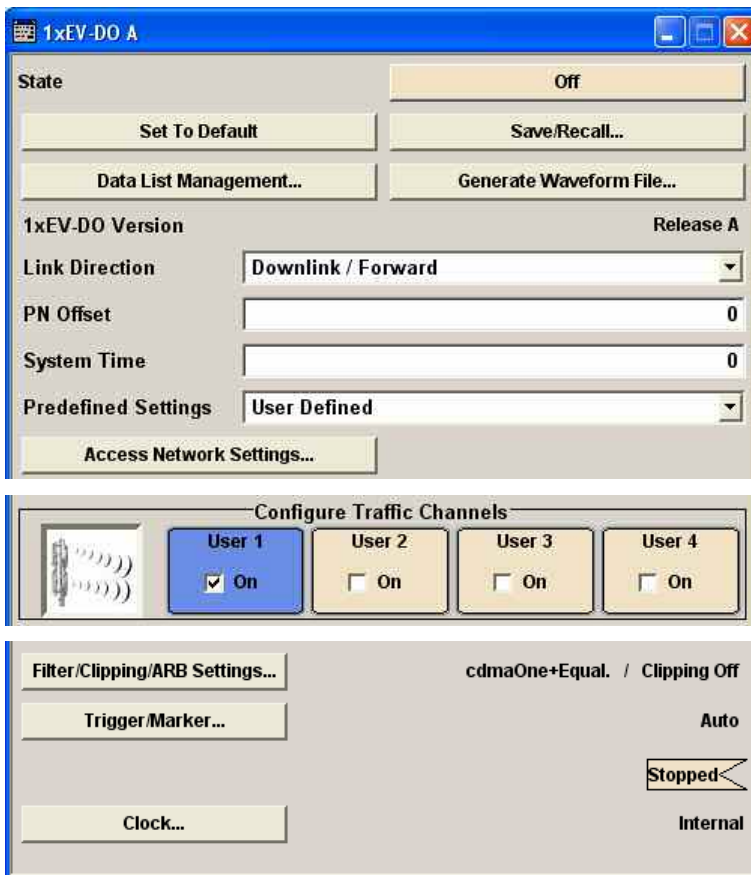 1xEV-DO A
State Off
Set To Default Save/Recall...
Data List Management... Generate Waveform File...
1xEV-DO Version Release A
Link Direction Downlink / Forward
PN Offset 0
System Time 0
Predefined Settings User Defined
Access Network Settings...
Configure Traffic Channels
User 1 User 2 User 3 User 4
On On On On
Filter/Clipping/ARB Settings... cdmaOne+Equal. / Clipping Off
Trigger/Marker... Auto
Stopped
Clock... Internal